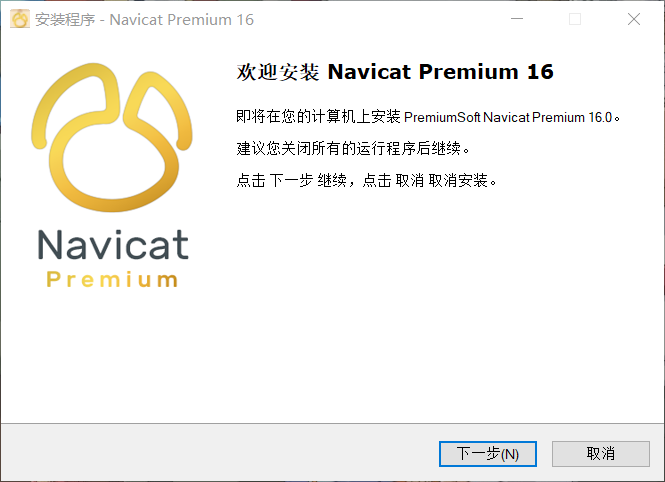 安装程序 - Navicat Premium 16
欢迎安装 Navicat Premium 16
即将在您的计算机上安装 PremiumSoft Navicat Premium 16.0。
建议您关闭所有的运行程序后继续。
点击 下一步 继续，点击 取消 取消安装。
Navicat
Premium
下一步(N)
取消